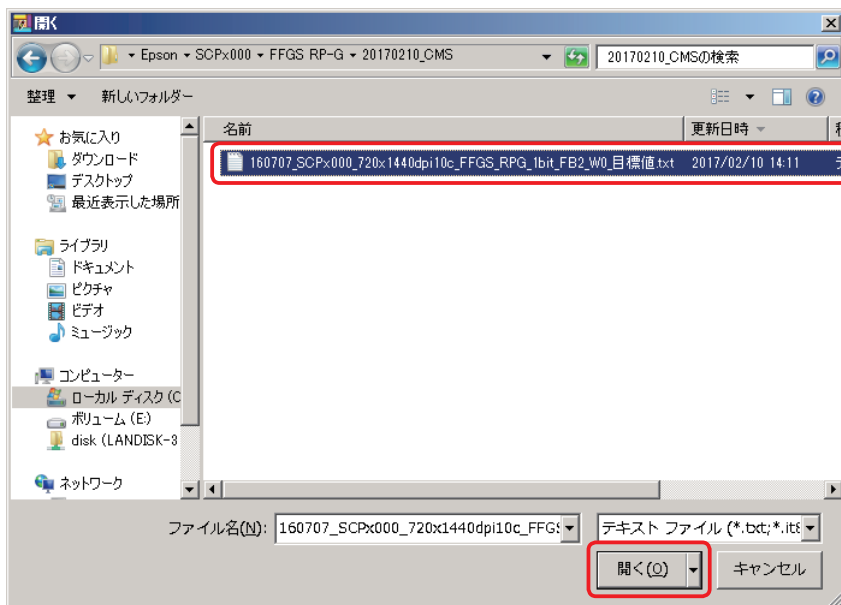 開く
Epson SCPx000 FFGS RP-G 20170210_CMS
20170210_CMSの検索
整理 新しいフォルダー
お気に入り
ダウンロード
デスクトップ
最近表示した場所
ライブラリ
ドキュメント
ピクチャ
ビデオ
ミュージック
コンピューター
ローカル ディスク (C
ボリューム (E:)
disk (LANDISK-3
ネットワーク
名前 更新日時
160707_SCPx000_720x1440dpi10c_FFGS_RPG_1bit_FB2_W0_目標値.txt 2017/02/10 14:11
ファイル名(N): 160707_SCPx000_720x1440dpi10c_FFGS テキスト ファイル (*.txt;*.it8
開く(O) キャンセル